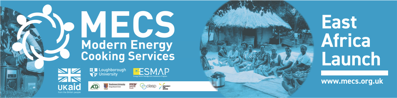 MECS
Modern Energy
Cooking Services
UKaid
Loughborough
University
ESMAP
East
Africa
Launch
www.mecs.org.uk